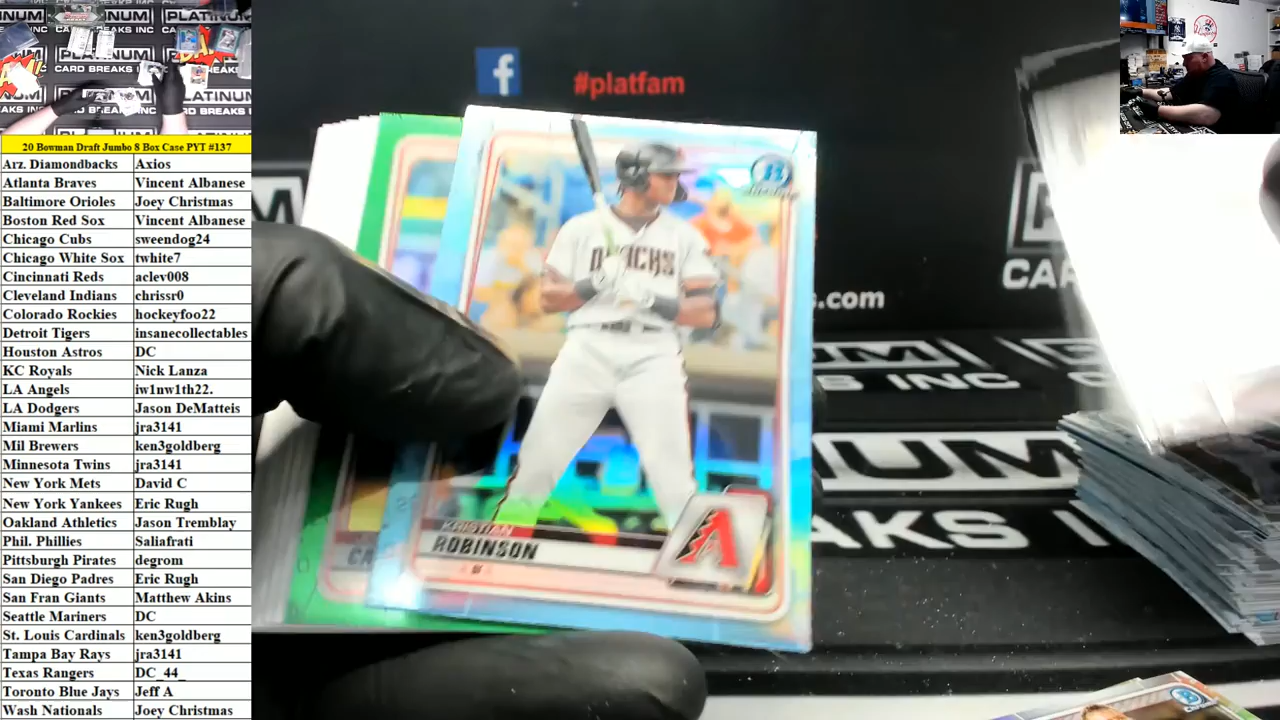 20 Bowman Draft Jumbo 8 Box Case PYT #137
Arz. Diamondbacks Axios
Atlanta Braves Vincent Albanese
Baltimore Orioles Joey Christmas
Boston Red Sox Vincent Albanese
Chicago Cubs sweendog24
Chicago White Sox twhite7
Cincinnati Reds aclev008
Cleveland Indians chrissr0
Colorado Rockies hockeyfoo22
Detroit Tigers insanecollectables
Houston Astros DC
KC Royals Nick Lanza
LA Angels iw1nw1th22.
LA Dodgers Jason DeMatteis
Miami Marlins jra3141
Mil Brewers ken3goldberg
Minnesota Twins jra3141
New York Mets David C
New York Yankees Eric Rugh
Oakland Athletics Jason Tremblay
Phil. Phillies Saliafrati
Pittsburgh Pirates degrom
San Diego Padres Eric Rugh
San Fran Giants Matthew Akins
Seattle Mariners DC
St. Louis Cardinals ken3goldberg
Tampa Bay Rays jra3141
Texas Rangers DC_44_
Toronto Blue Jays Jeff A
Wash Nationals Joey Christmas
PLATINUM
CARD BREAKS INC
f #platfam
s.com
KRISTIAN
ROBINSON
A